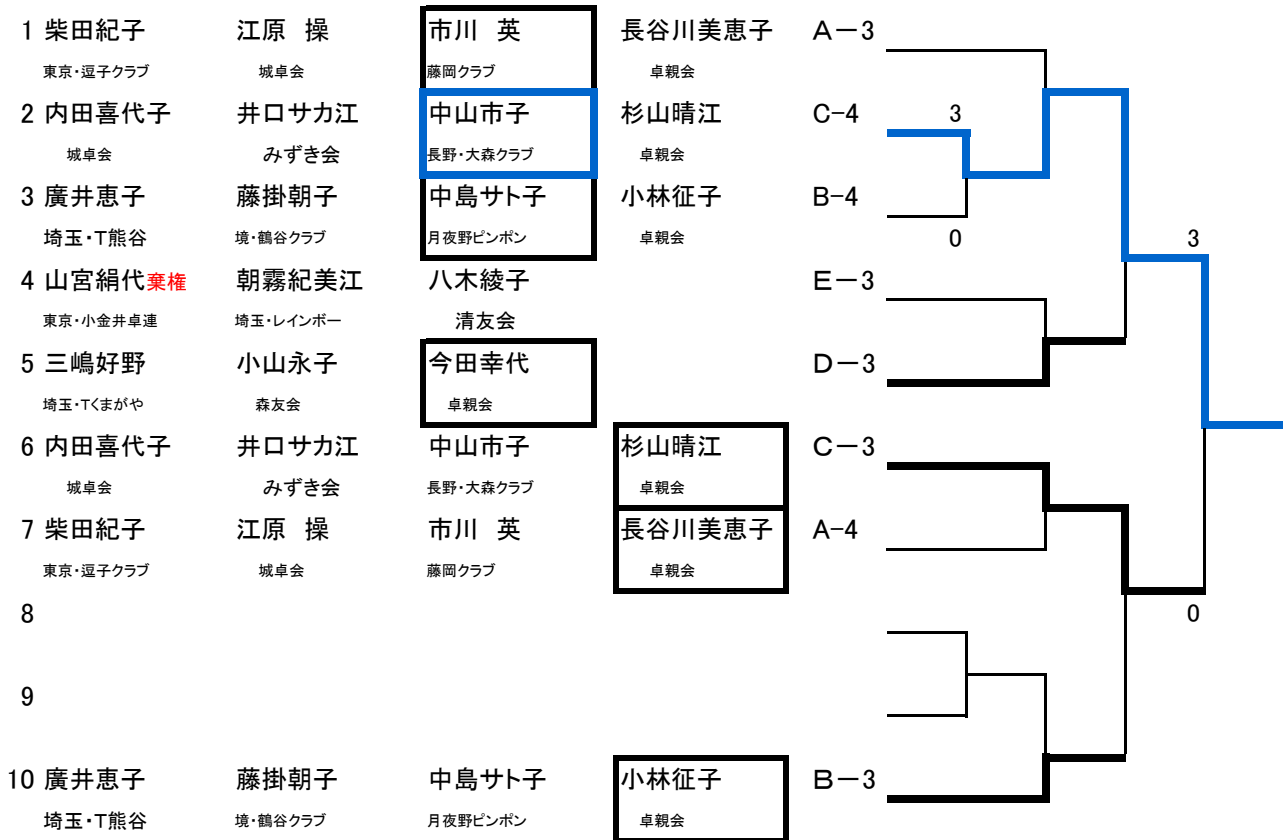 1 柴田紀子 江原 操 市川 英 長谷川美恵子 A－3
東京・逗子クラブ 城卓会 藤岡クラブ 卓親会
2 内田喜代子 井口サカ江 中山市子 杉山晴江 C-4 3
城卓会 みずき会 長野・大森クラブ 卓親会
3 廣井恵子 藤掛朝子 中島サト子 小林征子 B-4
埼玉・T熊谷 境・鶴谷クラブ 月夜野ピンポン 卓親会 0 3
4 山宮絹代棄権 朝霧紀美江 八木綾子 E－3
東京・小金井卓連 埼玉・レインボー 清友会
5 三嶋好野 小山永子 今田幸代 D－3
埼玉・Tくまがや 森友会 卓親会
6 内田喜代子 井口サカ江 中山市子 杉山晴江 C－3
城卓会 みずき会 長野・大森クラブ 卓親会
7 柴田紀子 江原 操 市川 英 長谷川美恵子 A-4
東京・逗子クラブ 城卓会 藤岡クラブ 卓親会
8 0
9
10 廣井恵子 藤掛朝子 中島サト子 小林征子 B－3
埼玉・T熊谷 境・鶴谷クラブ 月夜野ピンポン 卓親会